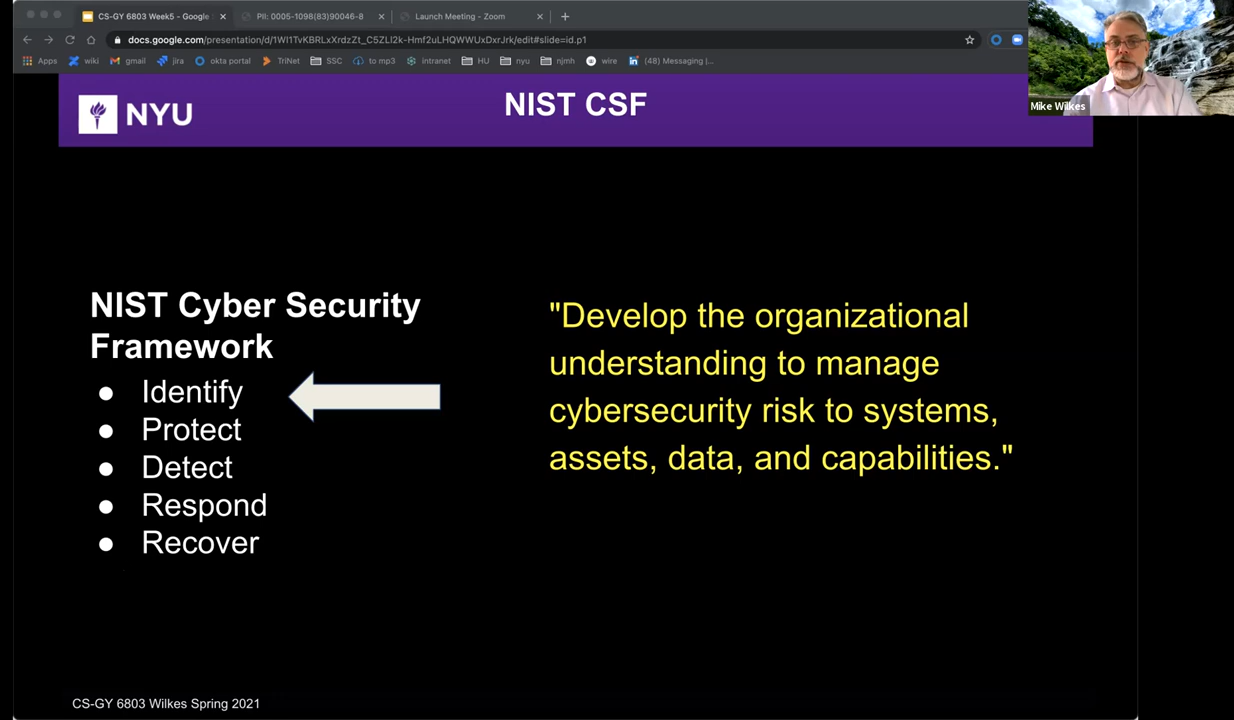 CS-GY 6803 Week5 - Google
PII: 0005-1098(83)90046-8
Launch Meeting - Zoom
docs.google.com/presentation/d/1WI1TvKBRLxXrdzZt_C5ZLI2k-Hmf2uLHQWWUxDxrJrk/edit#slide=id.p1
Apps wiki gmail jira okta portal TriNet SSC to mp3 intranet HU nyu njmh wire (48) Messaging |...
Mike Wilkes
NYU
NIST CSF
NIST Cyber Security
Framework
● Identify
● Protect
● Detect
● Respond
● Recover
"Develop the organizational
understanding to manage
cybersecurity risk to systems,
assets, data, and capabilities."
CS-GY 6803 Wilkes Spring 2021